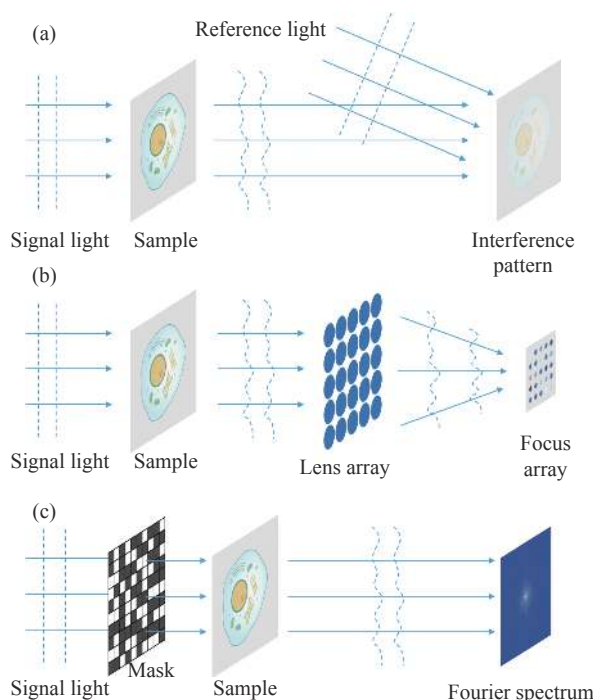 (a)
Reference light
Signal light
Sample
Interference
pattern
(b)
Signal light
Sample
Lens array
Focus
array
(c)
Signal light
Mask
Sample
Fourier spectrum